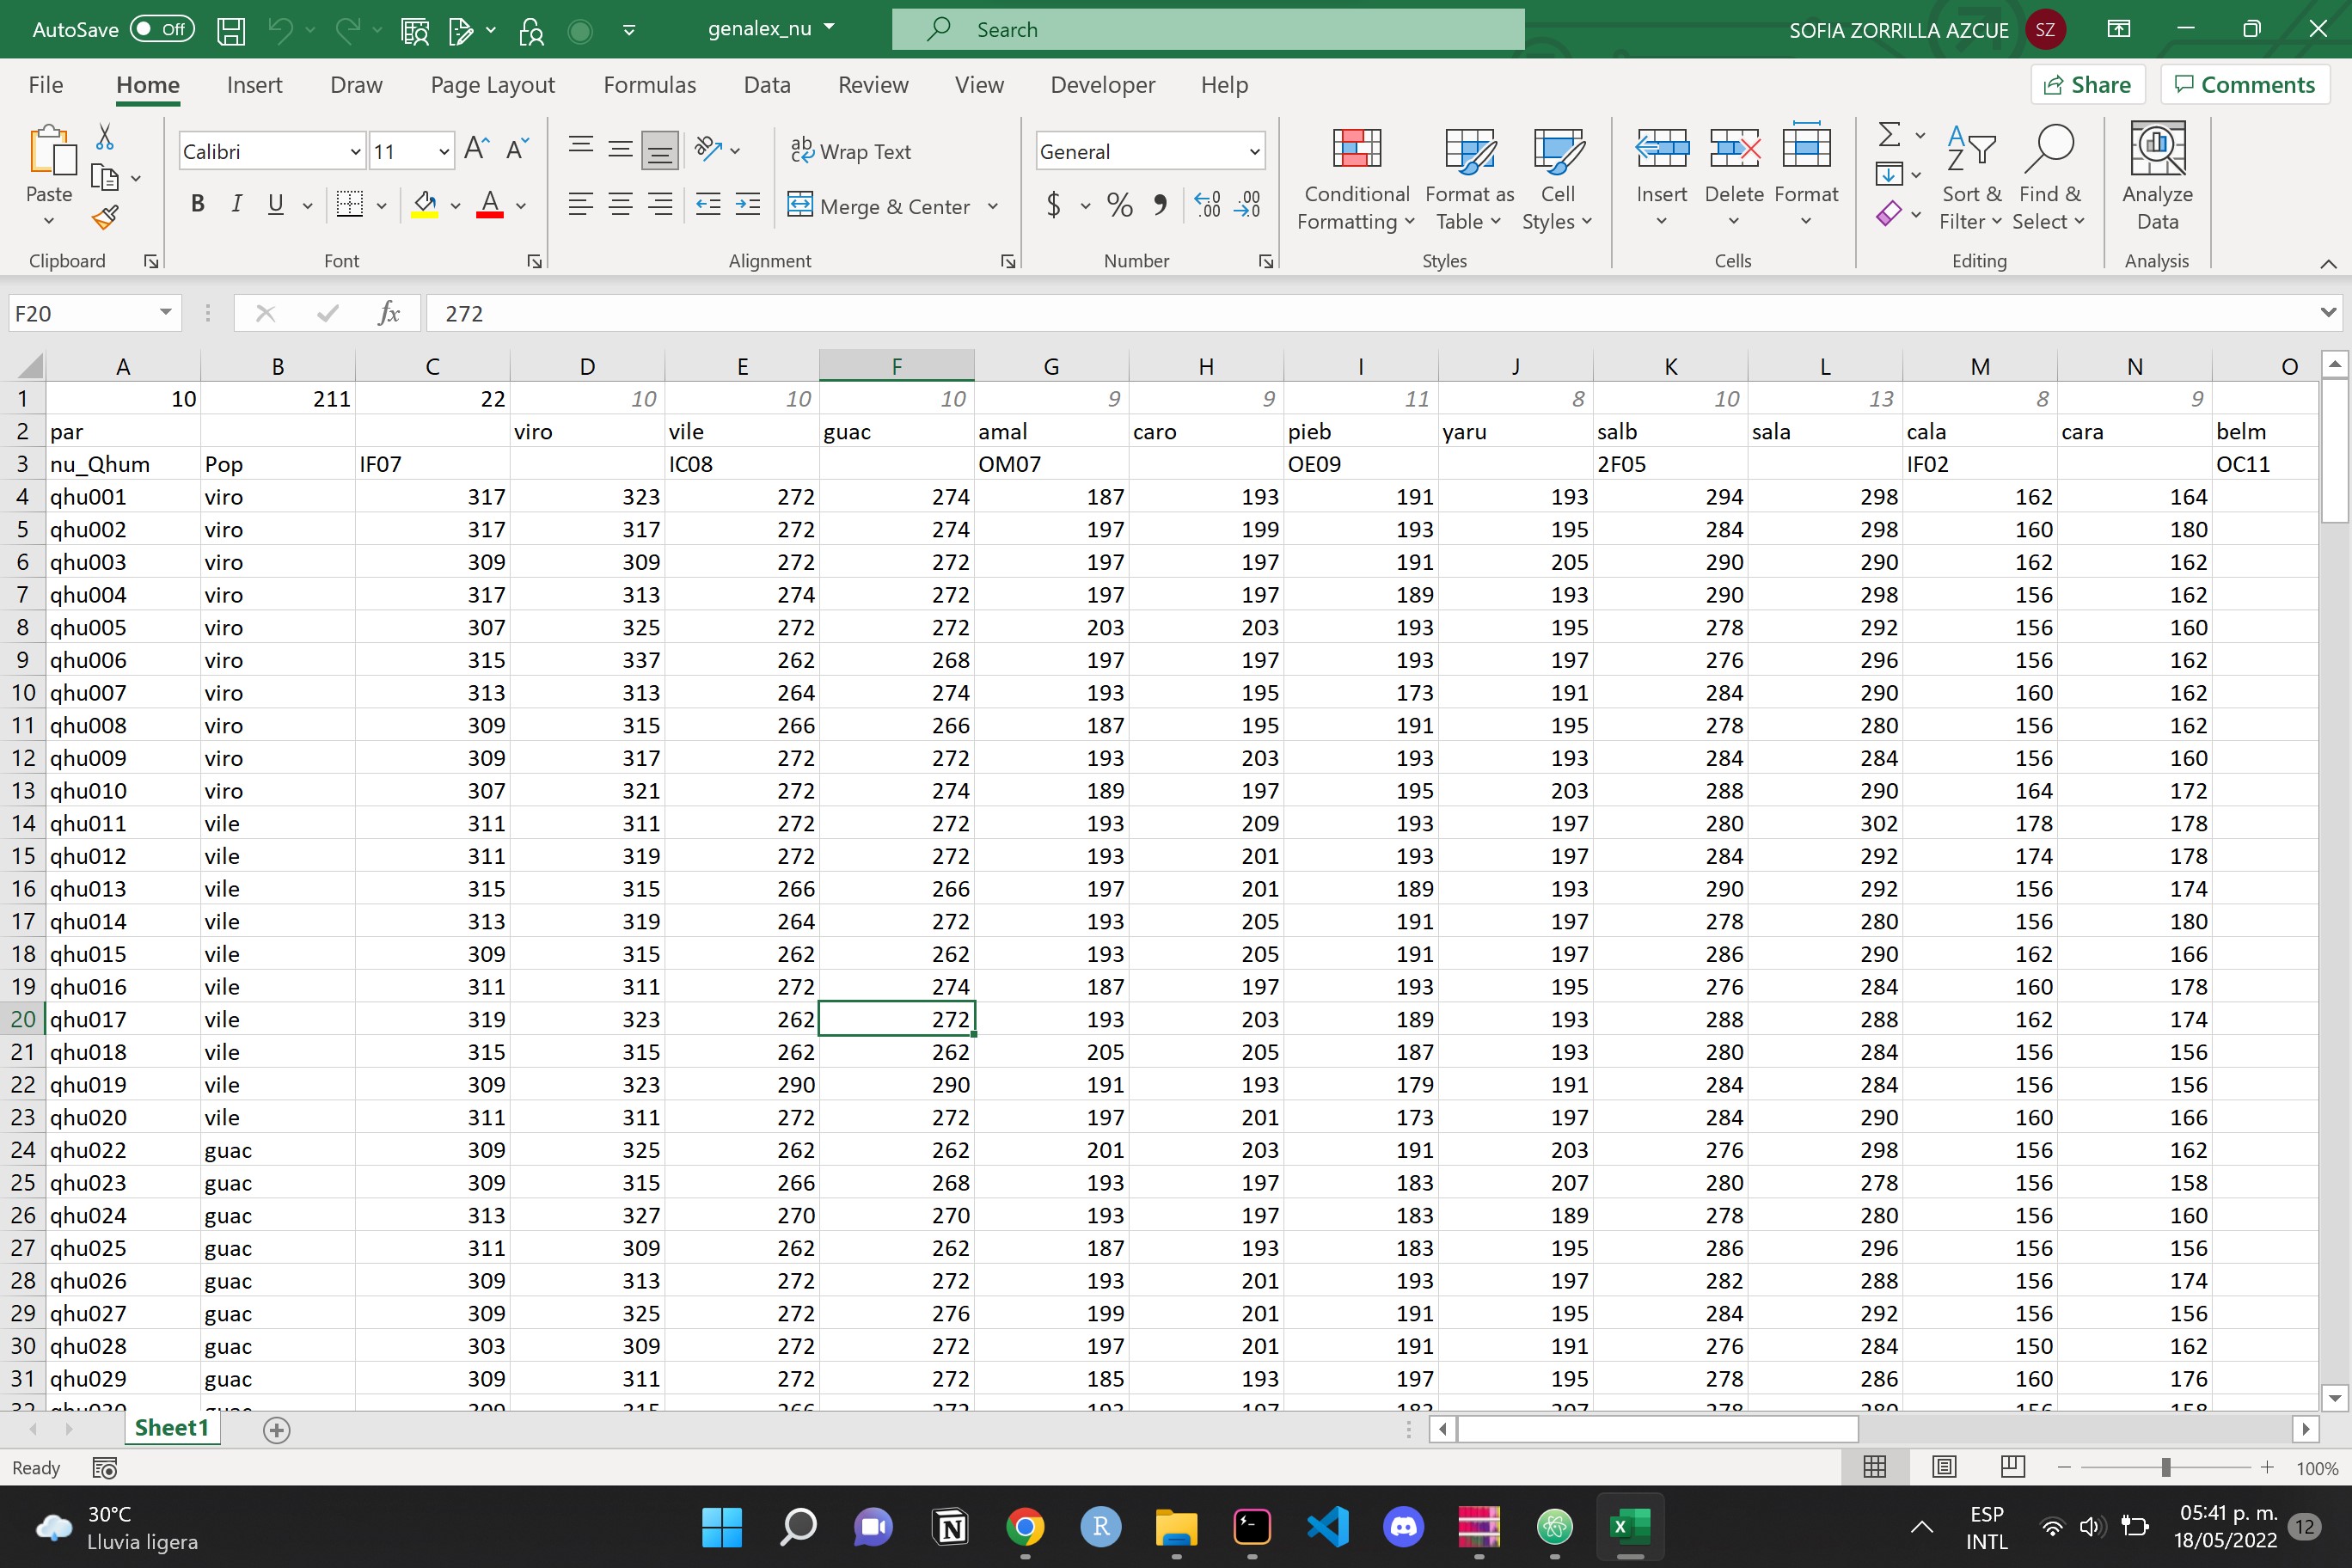 AutoSave Off genalex_nu Search SOFIA ZORRILLA AZCUE SZ
File Home Insert Draw Page Layout Formulas Data Review View Developer Help Share Comments
Paste Calibri 11 Wrap Text General Conditional Formatting Format as Table Cell Styles Insert Delete Format Sort & Filter Find & Select Analyze Data
B I U Merge & Center $ %
Clipboard Font Alignment Number Styles Cells Editing Analysis
F20 fx 272
A B C D E F G H I J K L M N O
1 10 211 22 10 10 10 9 9 11 8 10 13 8 9
2 par viro vile guac amal caro pieb yaru salb sala cala cara belm
3 nu_Qhum Pop IF07 IC08 OM07 OE09 2F05 IF02 OC11
4 qhu001 viro 317 323 272 274 187 193 191 193 294 298 162 164
5 qhu002 viro 317 317 272 274 197 199 193 195 284 298 160 180
6 qhu003 viro 309 309 272 272 197 197 191 205 290 290 162 162
7 qhu004 viro 317 313 274 272 197 197 189 193 290 298 156 162
8 qhu005 viro 307 325 272 272 203 203 193 195 278 292 156 160
9 qhu006 viro 315 337 262 268 197 197 193 197 276 296 156 162
10 qhu007 viro 313 313 264 274 193 195 173 191 284 290 160 162
11 qhu008 viro 309 315 266 266 187 195 191 195 278 280 156 162
12 qhu009 viro 309 317 272 272 193 203 193 193 284 284 156 160
13 qhu010 viro 307 321 272 274 189 197 195 203 288 290 164 172
14 qhu011 vile 311 311 272 272 193 209 193 197 280 302 178 178
15 qhu012 vile 311 319 272 272 193 201 193 197 284 292 174 178
16 qhu013 vile 315 315 266 266 197 201 189 193 290 292 156 174
17 qhu014 vile 313 319 264 272 193 205 191 197 278 280 156 180
18 qhu015 vile 309 315 262 262 193 205 191 197 286 290 162 166
19 qhu016 vile 311 311 272 274 187 197 193 195 276 284 160 178
20 qhu017 vile 319 323 262 272 193 203 189 193 288 288 162 174
21 qhu018 vile 315 315 262 262 205 205 187 193 280 284 156 156
22 qhu019 vile 309 323 290 290 191 193 179 191 284 284 156 156
23 qhu020 vile 311 311 272 272 197 201 173 197 284 290 160 166
24 qhu022 guac 309 325 262 262 201 203 191 203 276 298 156 162
25 qhu023 guac 309 315 266 268 193 197 183 207 280 278 156 158
26 qhu024 guac 313 327 270 270 193 197 183 189 278 280 156 160
27 qhu025 guac 311 309 262 262 187 193 183 195 286 296 156 156
28 qhu026 guac 309 313 272 272 193 201 193 197 282 288 156 174
29 qhu027 guac 309 325 272 276 199 201 191 195 284 292 156 156
30 qhu028 guac 303 309 272 272 197 201 191 191 276 284 150 162
31 qhu029 guac 309 311 272 272 185 193 197 195 278 286 160 176
Sheet1
Ready 100%
30°C ESP 05:41 p. m.
Lluvia ligera INTL 18/05/2022 12